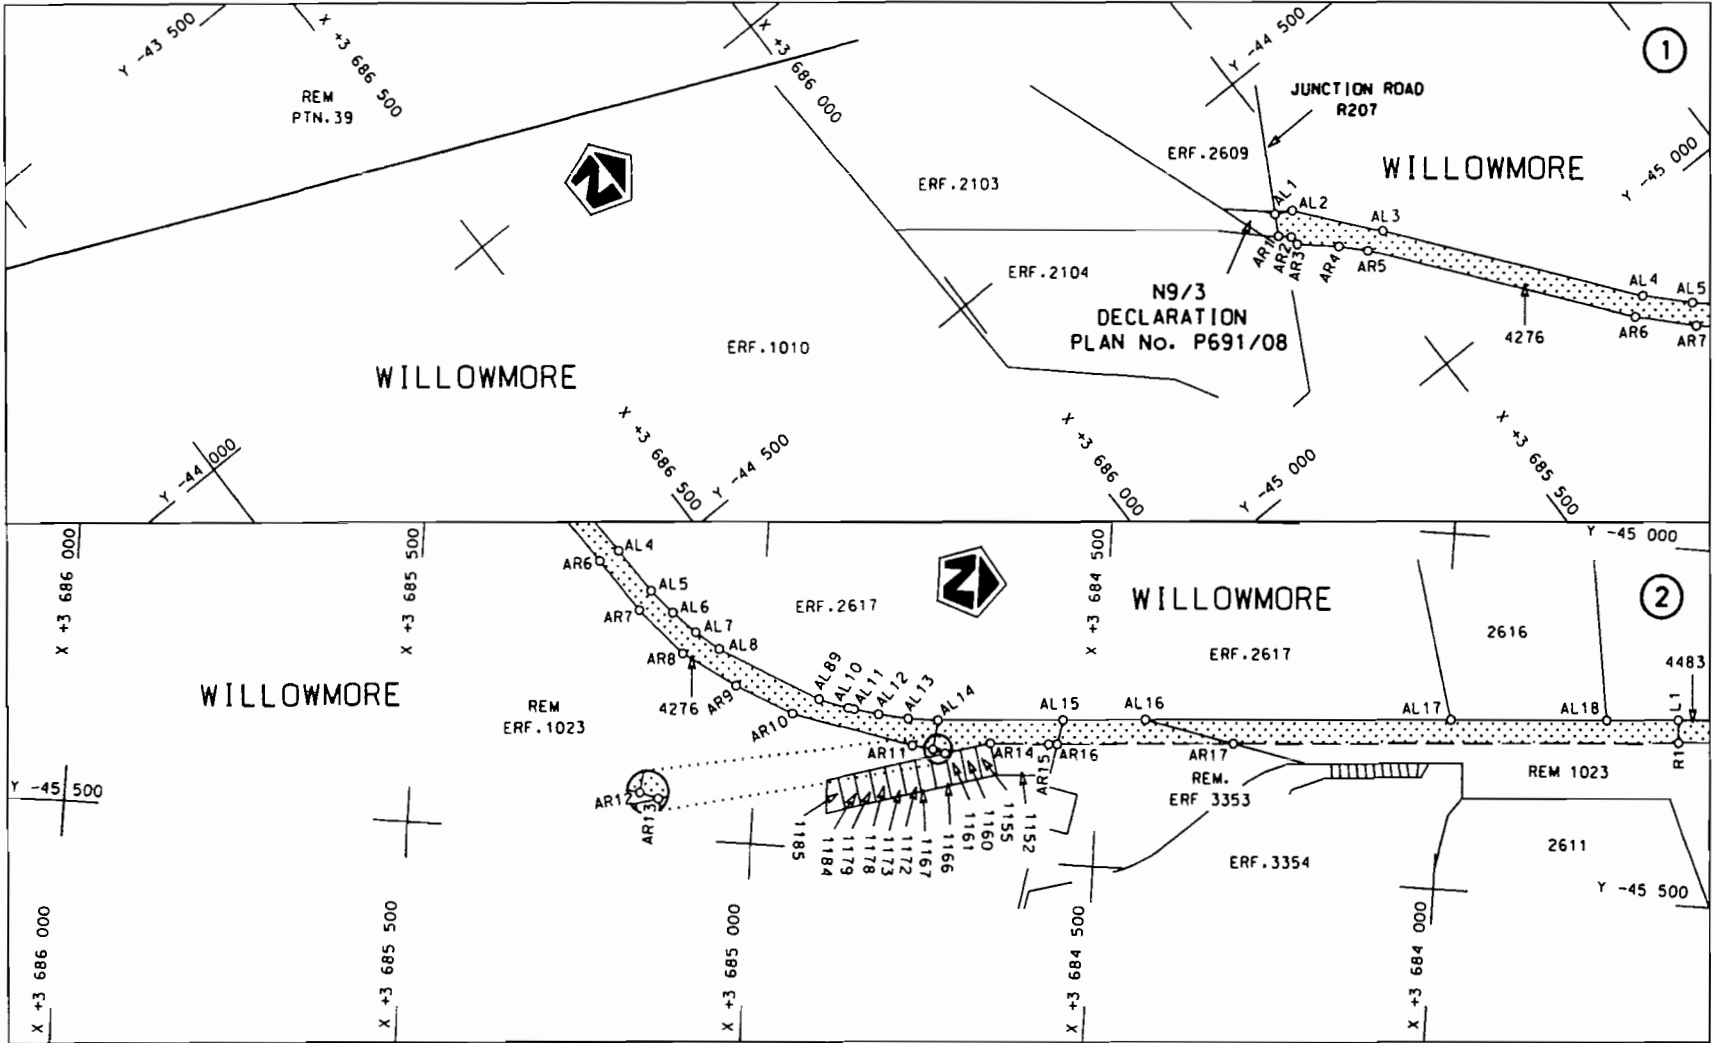 Y -43 500
X +3 686 500
X +3 686 000
Y -44 500
Y -45 000
1
REM
PTN.39
JUNCTION ROAD
R207
ERF.2609
WILLOWMORE
ERF.2103
AL1
AL2
AL3
AR1
AR2
AR3
AR4
AR5
AL4
AL5
AR6
AR7
4276
ERF.2104
N9/3
DECLARATION
PLAN No. P691/08
ERF.1010
WILLOWMORE
Y -44 000
X +3 686 500
Y -44 500
X +3 686 000
Y -45 000
X +3 685 500
N
X +3 686 000
X +3 685 500
X +3 684 500
Y -45 000
2
AL4
AR6
AL5
AL6
AR7
AL7
AL8
AR8
AR9
4276
AR10
ERF.2617
N
WILLOWMORE
ERF.2617
2616
4483
WILLOWMORE
REM
ERF.1023
AL89
AL10
AL11
AL12
AL13
AL14
AL15
AL16
AL17
AL18
L1
AR11
AR14
AR15
AR16
AR17
R1
REM.
ERF 3353
REM 1023
Y -45 500
AR12
AR13
1185
1184
1179
1178
1173
1172
1167
1166
1161
1160
1155
1152
ERF.3354
2611
Y -45 500
X +3 686 000
X +3 685 500
X +3 685 000
X +3 684 500
X +3 684 000